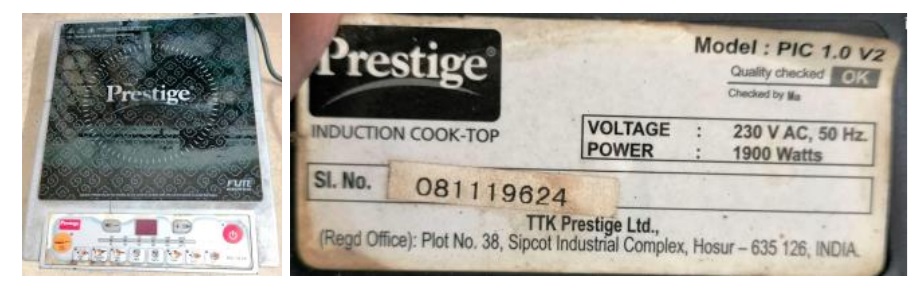 Prestige
Prestige
Prestige
Model : PIC 1.0 V2
Quality checked OK
Checked by
INDUCTION COOK-TOP
VOLTAGE : 230 V AC, 50 Hz.
POWER : 1900 Watts
Sl. No. 081119624
TTK Prestige Ltd.,
(Regd Office): Plot No. 38, Sipcot Industrial Complex, Hosur – 635 126, INDIA.